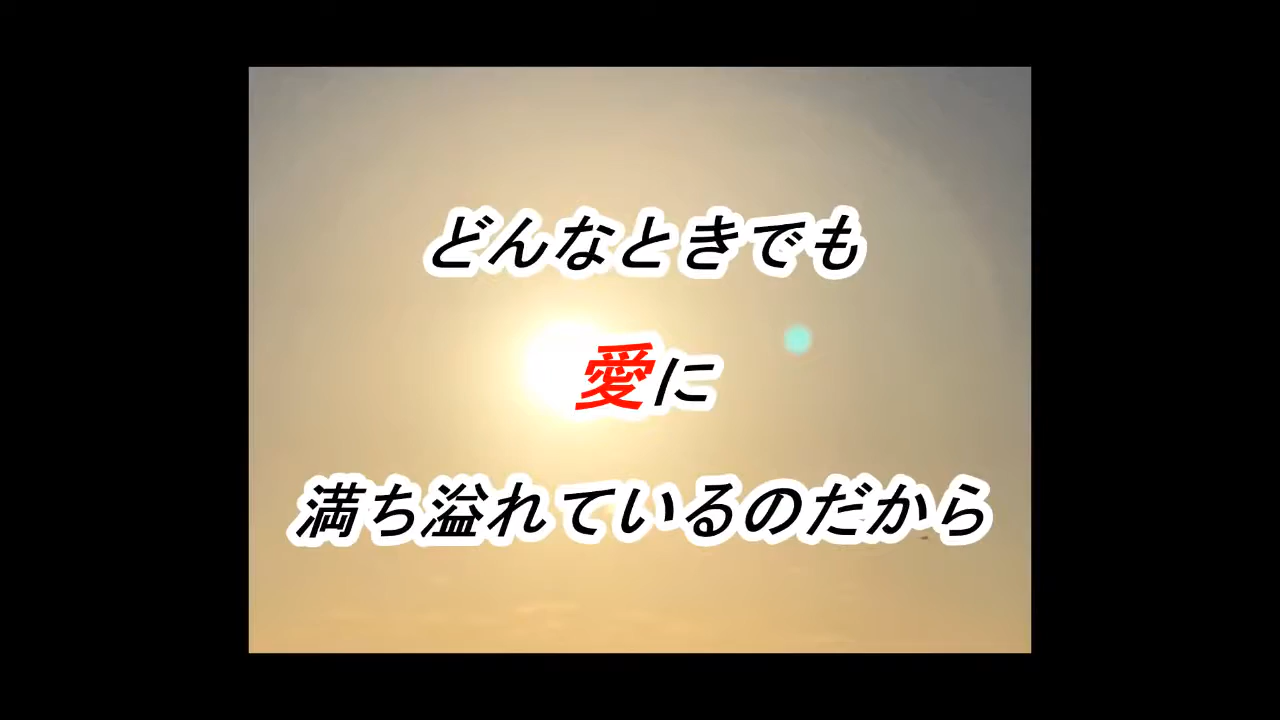 どんなときでも
愛に
満ち溢れているのだから